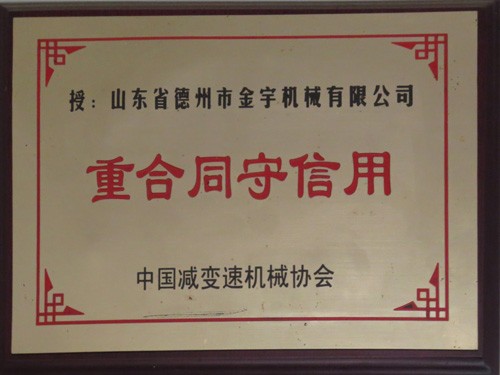 授：山东省德州市金宇机械有限公司
重合同守信用
中国减变速机械协会